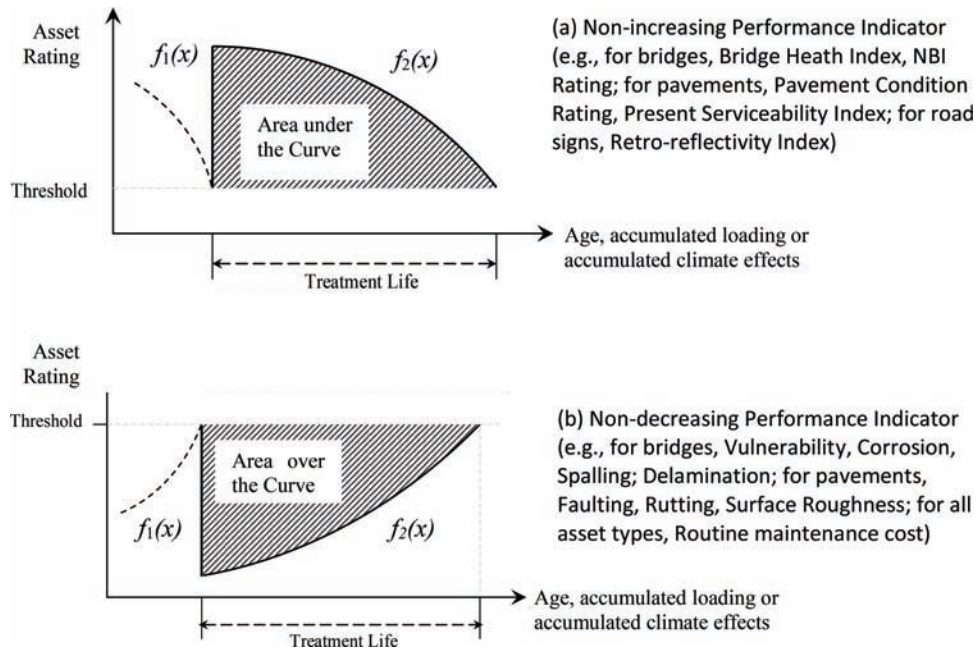 Asset
Rating
f1(x)
f2(x)
Area under
the Curve
Threshold
Age, accumulated loading or
accumulated climate effects
Treatment Life
(a) Non-increasing Performance Indicator
(e.g., for bridges, Bridge Heath Index, NBI
Rating; for pavements, Pavement Condition
Rating, Present Serviceability Index; for road
signs, Retro-reflectivity Index)
Asset
Rating
Threshold
Area over
the Curve
f1(x)
f2(x)
Age, accumulated loading or
accumulated climate effects
Treatment Life
(b) Non-decreasing Performance Indicator
(e.g., for bridges, Vulnerability, Corrosion,
Spalling; Delamination; for pavements,
Faulting, Rutting, Surface Roughness; for all
asset types, Routine maintenance cost)